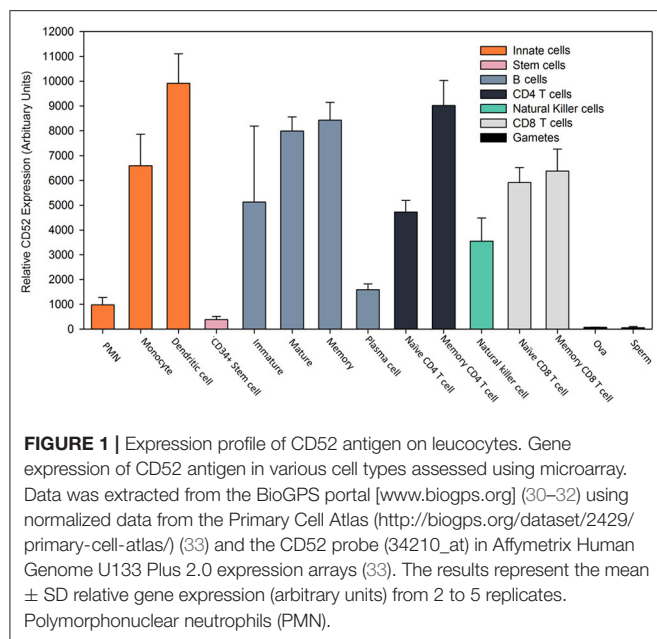 12000
11000
10000
9000
8000
7000
6000
5000
4000
3000
2000
1000
0
Relative CD52 Expression (Arbituary Units)
Innate cells
Stem cells
B cells
CD4 T cells
Natural Killer cells
CD8 T cells
Gametes
PMN
Monocyte
Dendritic cell
CD34+ Stem cell
Immature
Mature
Memory
Plasma cell
Naïve CD4 T cell
Memory CD4 T cell
Natural killer cell
Naïve CD8 T cell
Memory CD8 T cell
Ova
Sperm
FIGURE 1 | Expression profile of CD52 antigen on leucocytes. Gene
expression of CD52 antigen in various cell types assessed using microarray.
Data was extracted from the BioGPS portal [www.biogps.org] (30–32) using
normalized data from the Primary Cell Atlas (http://biogps.org/dataset/2429/
primary-cell-atlas/) (33) and the CD52 probe (34210_at) in Affymetrix Human
Genome U133 Plus 2.0 expression arrays (33). The results represent the mean
± SD relative gene expression (arbitrary units) from 2 to 5 replicates.
Polymorphonuclear neutrophils (PMN).